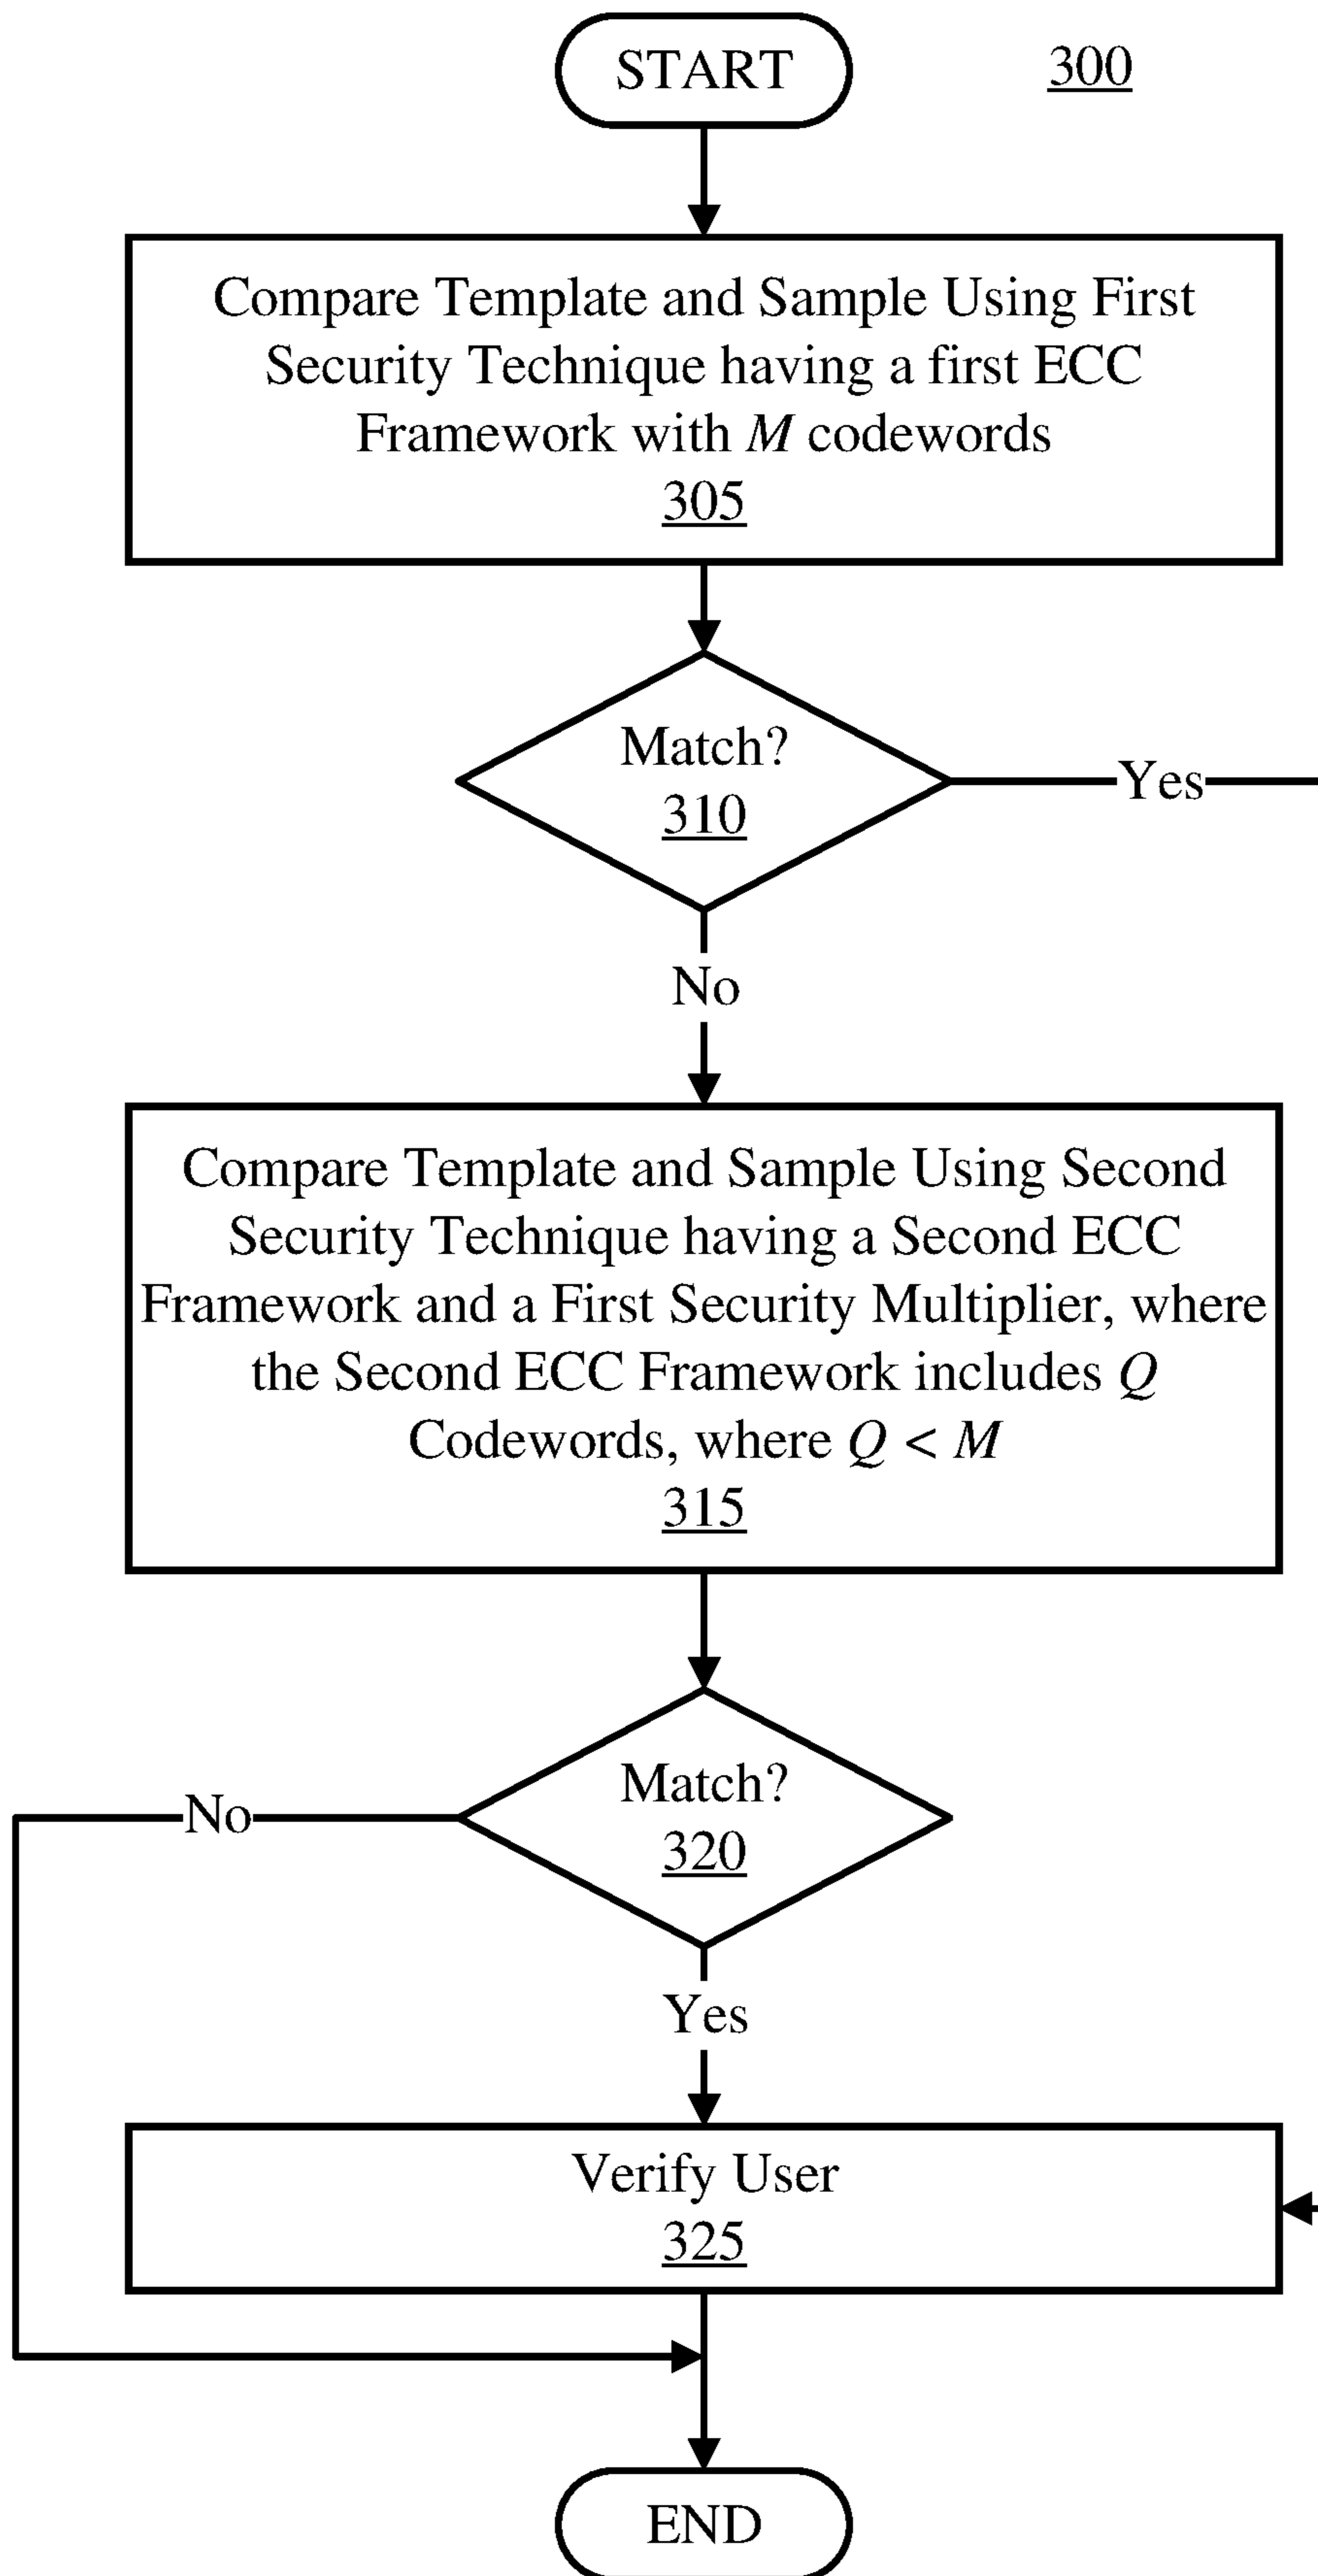 START
300
Compare Template and Sample Using First
Security Technique having a first ECC
Framework with M codewords
305
Match?
310
Yes
No
Compare Template and Sample Using Second
Security Technique having a Second ECC
Framework and a First Security Multiplier, where
the Second ECC Framework includes Q
Codewords, where Q < M
315
Match?
320
No
Yes
Verify User
325
END